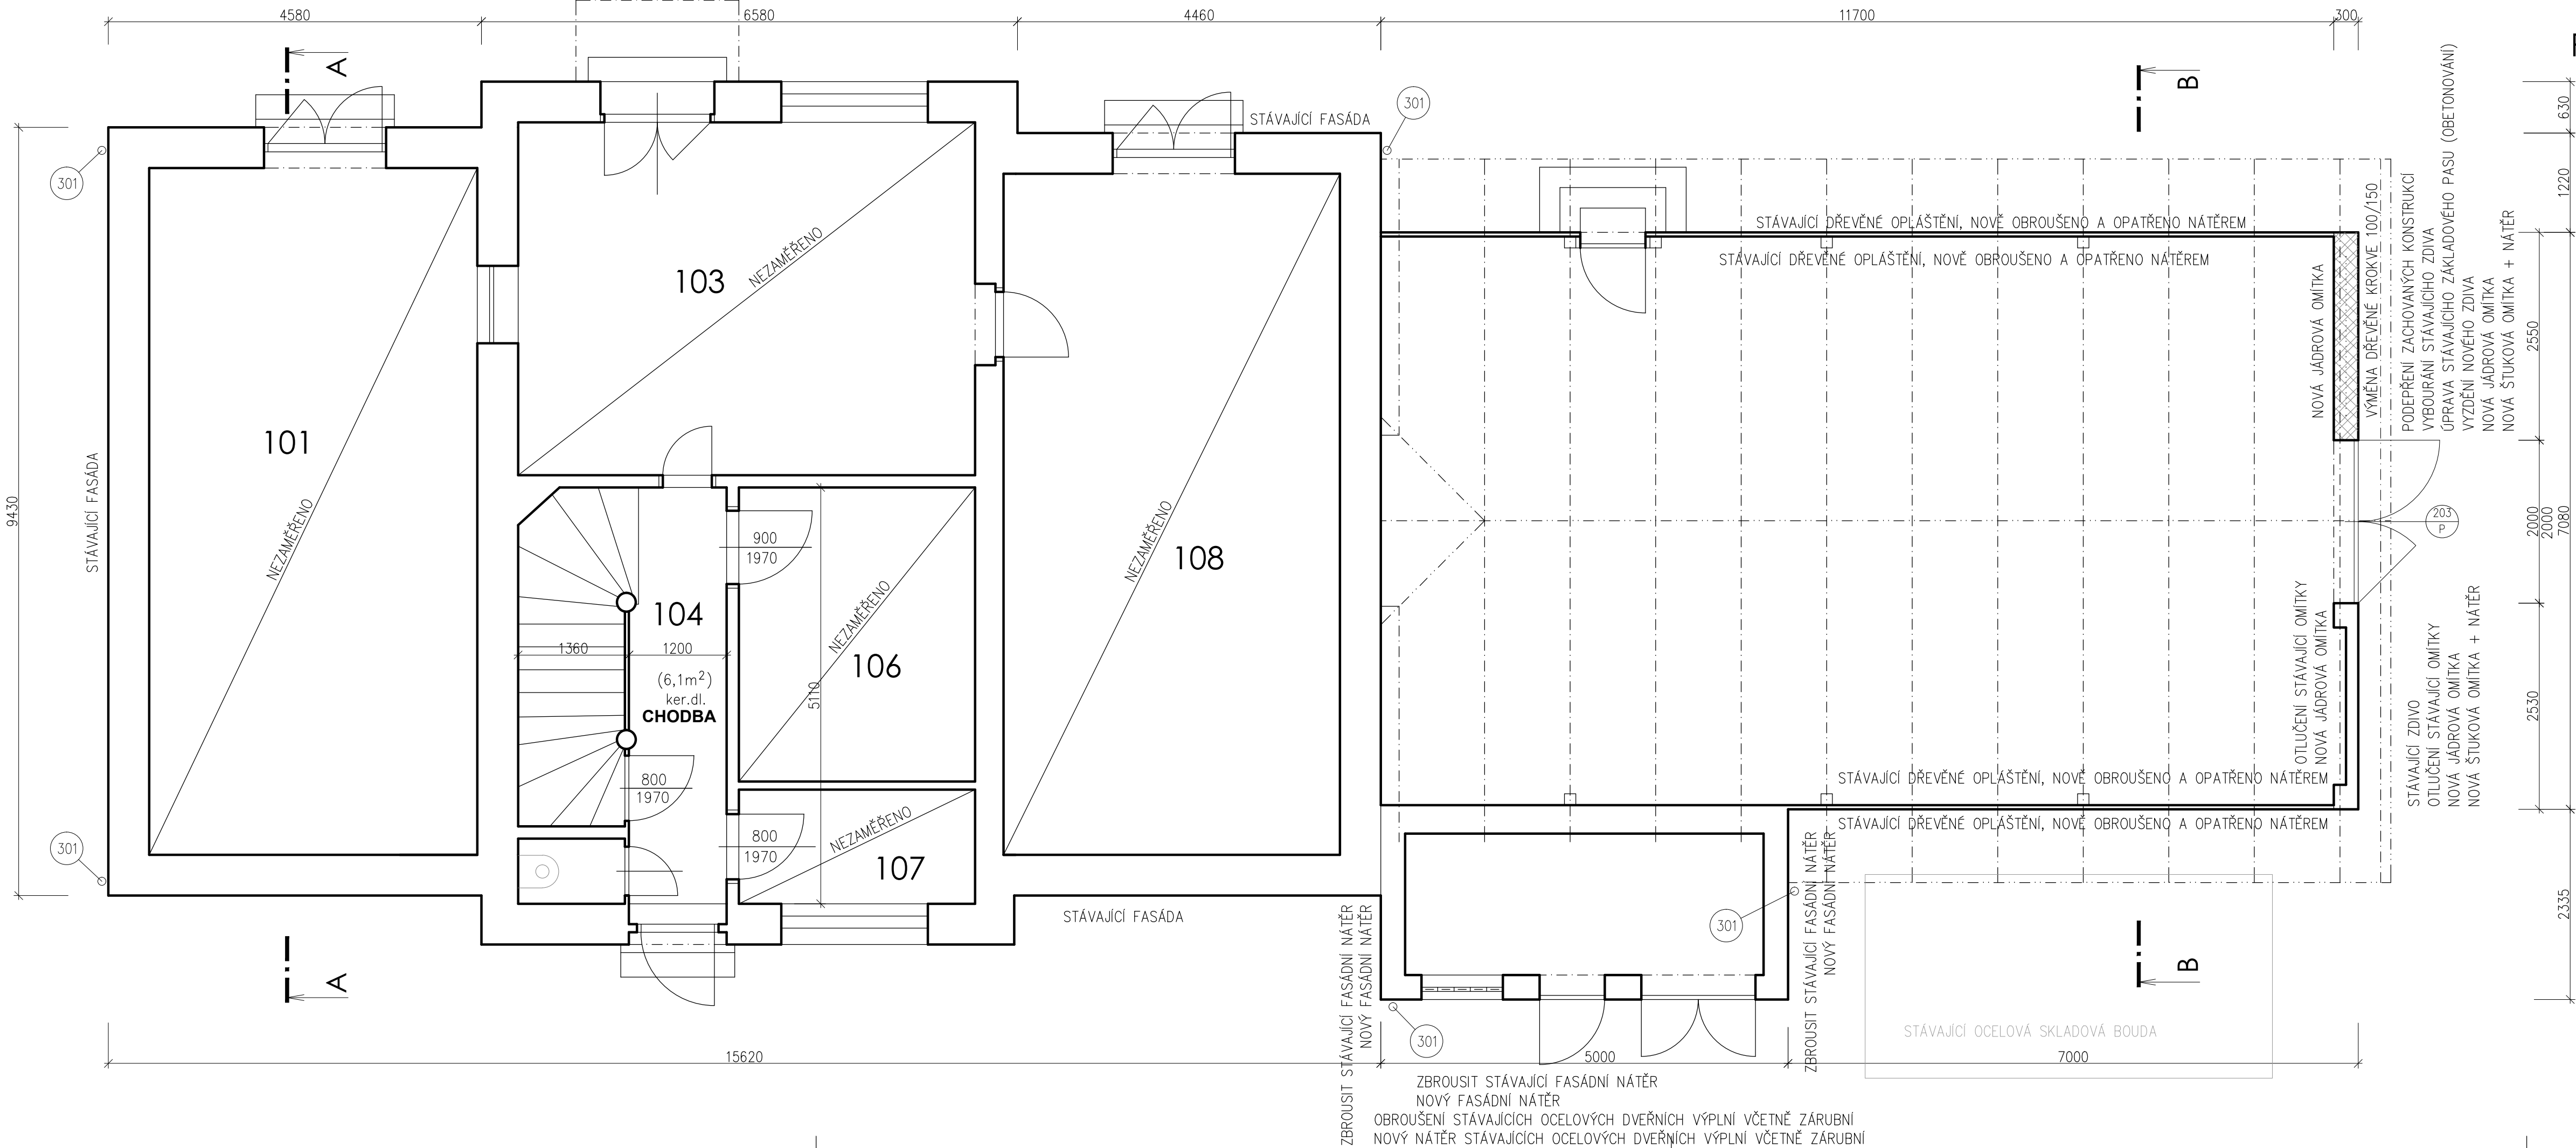 4580
6580
4460
11700
300
A
B
630
1220
2550
2000
2000
7080
2530
2335
9430
301
STÁVAJÍCÍ FASÁDA
301
STÁVAJÍCÍ FASÁDA
101
NEZAMĚŘENO
103
NEZAMĚŘENO
108
NEZAMĚŘENO
104
1360
1200
(6,1m²)
ker.dl.
CHODBA
900
1970
106
NEZAMĚŘENO
5110
800
1970
800
1970
107
NEZAMĚŘENO
STÁVAJÍCÍ DŘEVĚNÉ OPLÁŠTĚNÍ, NOVĚ OBROUŠENO A OPATŘENO NÁTĚREM
STÁVAJÍCÍ DŘEVĚNÉ OPLÁŠTĚNÍ, NOVĚ OBROUŠENO A OPATŘENO NÁTĚREM
NOVÁ JÁDROVÁ OMÍTKA
VÝMĚNA DŘEVĚNÉ KROKVE 100/150
PODEPŘENÍ ZACHOVANÝCH KONSTRUKCÍ
VYBOURÁNÍ STÁVAJÍCÍHO ZDIVA
ÚPRAVA STÁVAJÍCÍHO ZÁKLADOVÉHO PASU (OBETONOVÁNÍ)
VYZDĚNÍ NOVÉHO ZDIVA
NOVÁ JÁDROVÁ OMÍTKA
NOVÁ ŠTUKOVÁ OMÍTKA + NÁTĚR
203
P
OTLUČENÍ STÁVAJÍCÍ OMÍTKY
NOVÁ JÁDROVÁ OMÍTKA
STÁVAJÍCÍ ZDIVO
OTLUČENÍ STÁVAJÍCÍ OMÍTKY
NOVÁ JÁDROVÁ OMÍTKA
NOVÁ ŠTUKOVÁ OMÍTKA + NÁTĚR
STÁVAJÍCÍ DŘEVĚNÉ OPLÁŠTĚNÍ, NOVĚ OBROUŠENO A OPATŘENO NÁTĚREM
STÁVAJÍCÍ DŘEVĚNÉ OPLÁŠTĚNÍ, NOVĚ OBROUŠENO A OPATŘENO NÁTĚREM
301
STÁVAJÍCÍ FASÁDA
ZBROUSIT STÁVAJÍCÍ FASÁDNÍ NÁTĚR
NOVÝ FASÁDNÍ NÁTĚR
301
ZBROUSIT STÁVAJÍCÍ FASÁDNÍ NÁTĚR
NOVÝ FASÁDNÍ NÁTĚR
301
A
B
STÁVAJÍCÍ OCELOVÁ SKLADOVÁ BOUDA
15620
5000
7000
ZBROUSIT STÁVAJÍCÍ FASÁDNÍ NÁTĚR
NOVÝ FASÁDNÍ NÁTĚR
OBROUŠENÍ STÁVAJÍCÍCH OCELOVÝCH DVEŘNÍCH VÝPLNÍ VČETNĚ ZÁRUBNÍ
NOVÝ NÁTĚR STÁVAJÍCÍCH OCELOVÝCH DVEŘNÍCH VÝPLNÍ VČETNĚ ZÁRUBNÍ